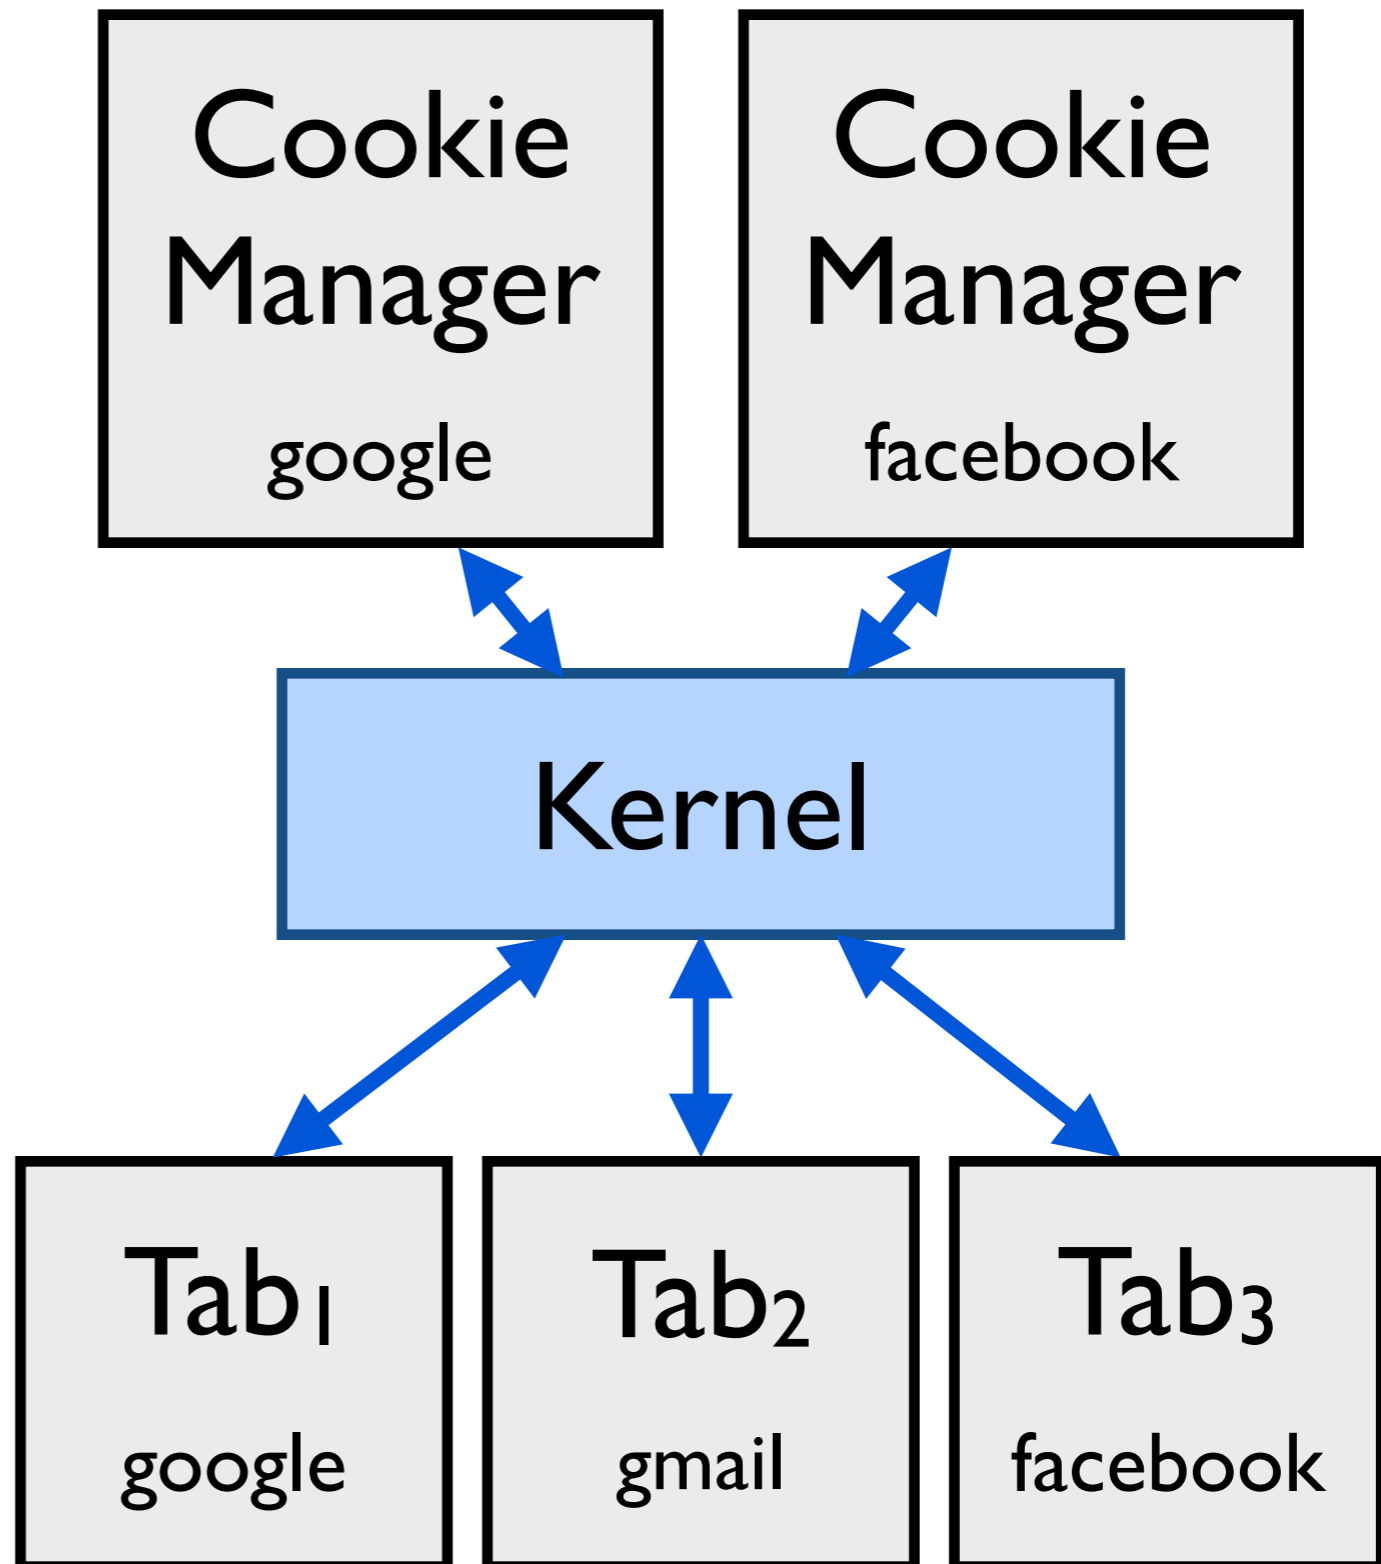 Cookie
Manager
google
Cookie
Manager
facebook
Kernel
Tab₁
google
Tab₂
gmail
Tab₃
facebook